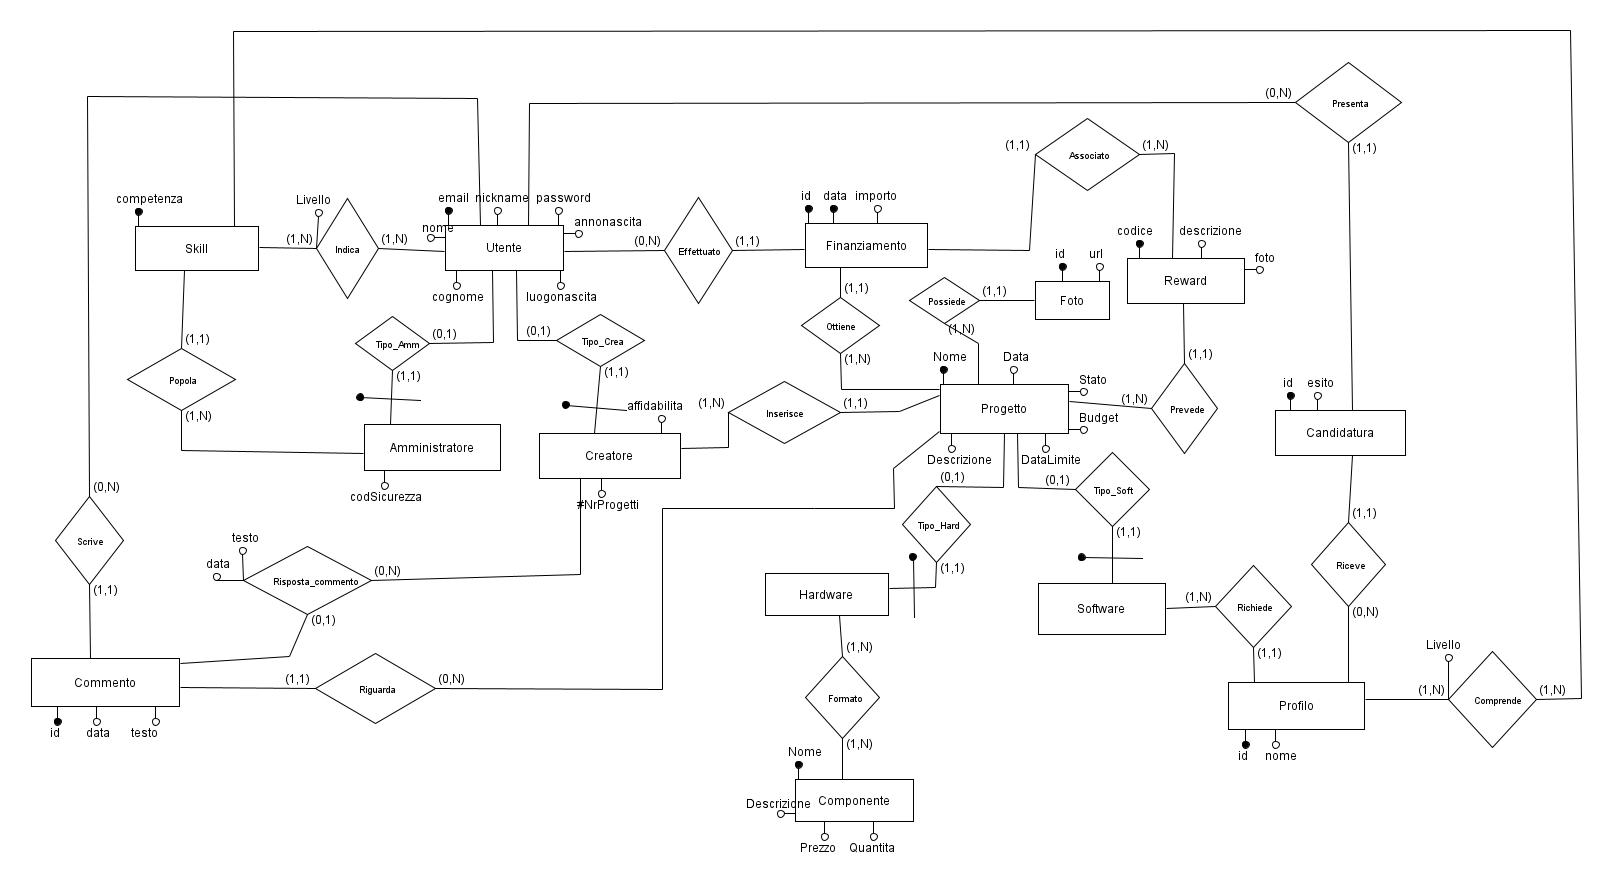 (0,N)
Presenta
(1,1)
(1,1)
Associato
(1,N)
competenza
Livello
email
nickname
password
annonascita
nome
Utente
cognome
luogonascita
Skill
(1,N)
Indica
(1,N)
(0,N)
Effettuato
(1,1)
id
data
importo
Finanziamento
codice
descrizione
foto
Reward
id
url
Foto
Possiede
(1,1)
(1,N)
(1,1)
Ottiene
(1,N)
(1,1)
Popola
(1,N)
Tipo_Amm
(0,1)
(1,1)
(0,1)
Tipo_Crea
(1,1)
Nome
Data
Stato
Budget
Progetto
Descrizione
DataLimite
(1,1)
Prevede
(1,N)
id
esito
Candidatura
(1,N)
Inserisce
(1,1)
affidabilita
Creatore
#NrProgetti
Amministratore
codSicurezza
(0,N)
Scrive
(1,1)
(0,1)
Tipo_Hard
(1,1)
(0,1)
Tipo_Soft
(1,1)
(1,1)
Riceve
(0,N)
testo
data
Risposta_commento
(0,N)
(0,1)
Hardware
Software
(1,N)
Richiede
(1,1)
Commento
id
data
testo
(1,1)
Riguarda
(0,N)
(1,N)
Formato
(1,N)
Livello
Profilo
(1,N)
Comprende
(1,N)
id
nome
Nome
Descrizione
Componente
Prezzo
Quantita